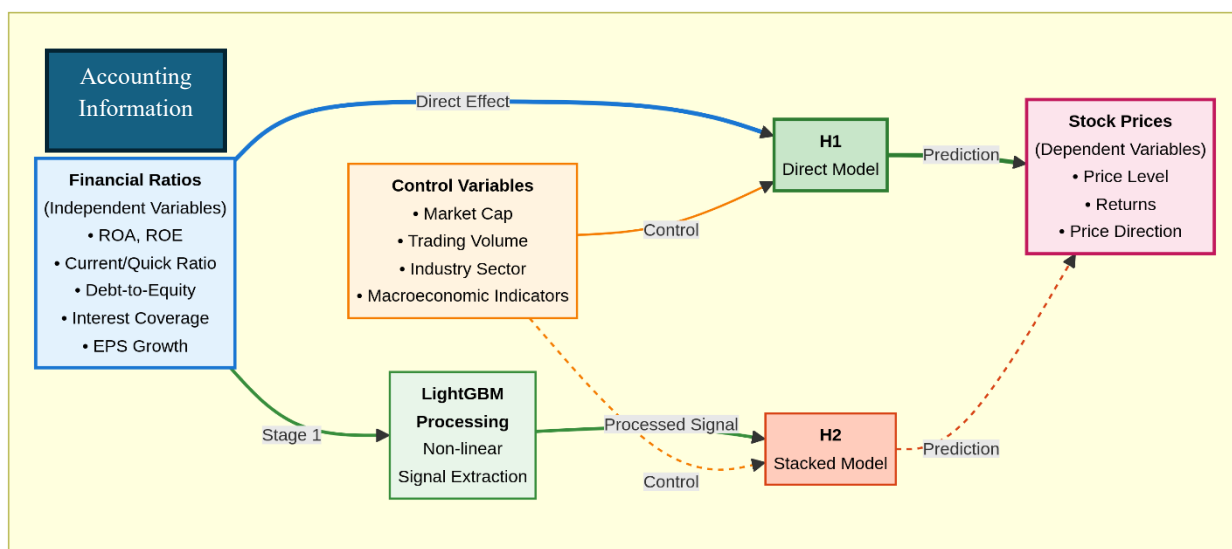 Accounting
Information
Direct Effect
Financial Ratios
(Independent Variables)
• ROA, ROE
• Current/Quick Ratio
• Debt-to-Equity
• Interest Coverage
• EPS Growth
Control Variables
• Market Cap
• Trading Volume
• Industry Sector
• Macroeconomic Indicators
Control
H1
Direct Model
Prediction
Stock Prices
(Dependent Variables)
• Price Level
• Returns
• Price Direction
Stage 1
LightGBM
Processing
Non-linear
Signal Extraction
Processed Signal
Control
H2
Stacked Model
Prediction